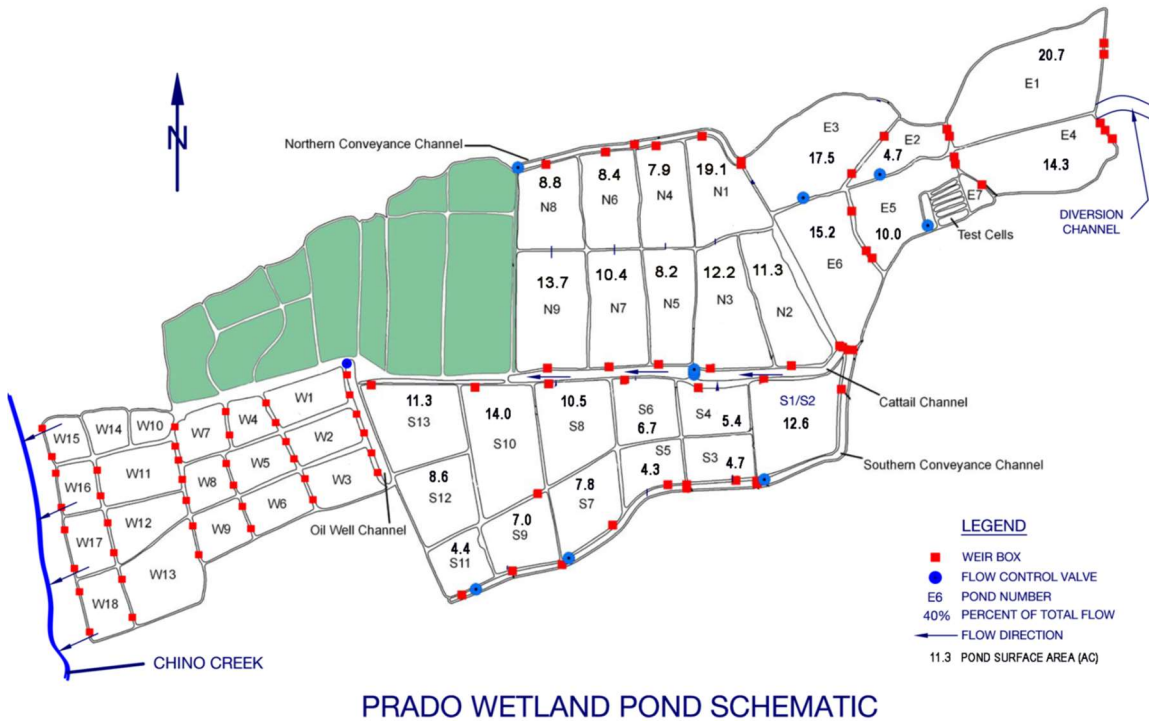 20.7
E1
E3
E2
E4
N
Northern Conveyance Channel
17.5
4.7
14.3
8.8
8.4
7.9
19.1
N8
N6
N4
N1
E7
E5
DIVERSION
CHANNEL
15.2
10.0
Test Cells
E6
13.7
10.4
8.2
12.2
11.3
N9
N7
N5
N3
N2
W15
W14
W10
W7
W4
W1
11.3
S13
14.0
S10
10.5
S8
S6
6.7
S4
5.4
S1/S2
12.6
Cattail Channel
W16
W11
W8
W5
W2
S5
4.3
S3
4.7
Southern Conveyance Channel
W3
8.6
S12
7.8
S7
W17
W12
W9
W6
Oil Well Channel
7.0
S9
4.4
S11
W18
W13
LEGEND
WEIR BOX
FLOW CONTROL VALVE
E6 POND NUMBER
40% PERCENT OF TOTAL FLOW
FLOW DIRECTION
11.3 POND SURFACE AREA (AC)
CHINO CREEK
PRADO WETLAND POND SCHEMATIC